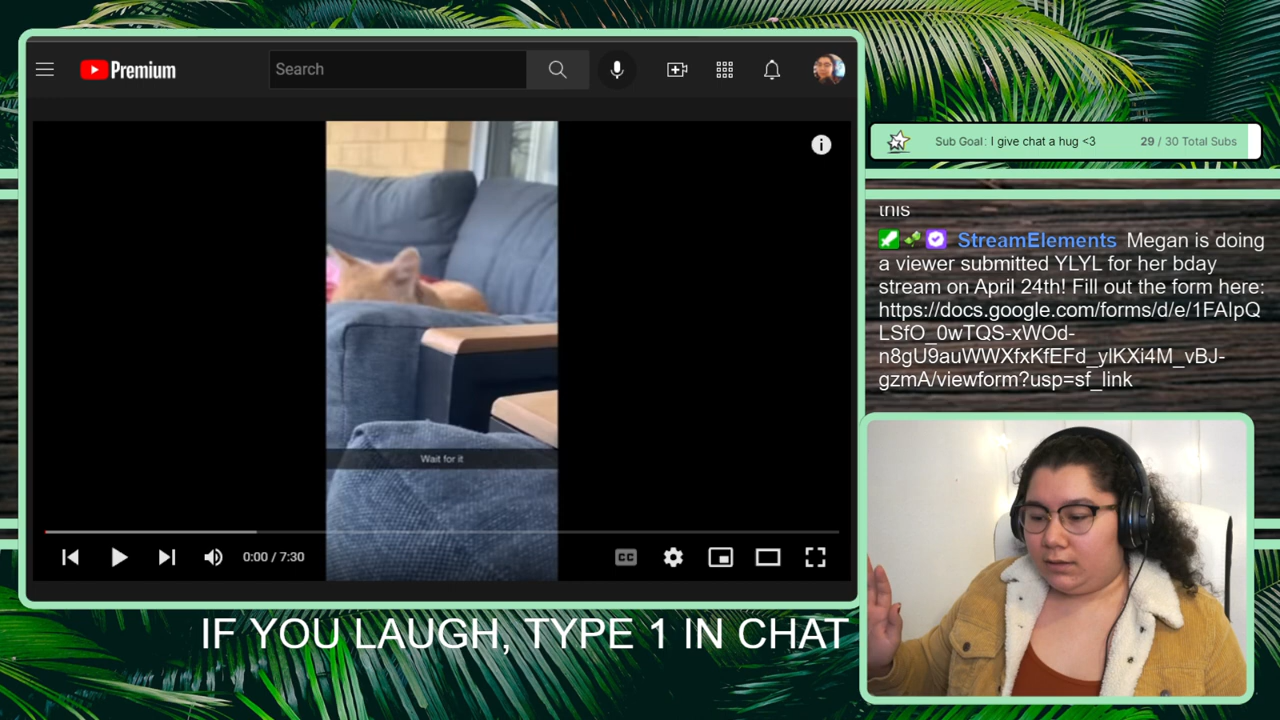 Premium
Search
Sub Goal: I give chat a hug <3 29 / 30 Total Subs
this
StreamElements Megan is doing
a viewer submitted YLYL for her bday
stream on April 24th! Fill out the form here:
https://docs.google.com/forms/d/e/1FAIpQ
LSfO_0wTQS-xWOd-
n8gU9auWWXfxKfEFd_ylKXi4M_vBJ-
gzmA/viewform?usp=sf_link
Wait for it
0:00 / 7:30
CC
IF YOU LAUGH, TYPE 1 IN CHAT